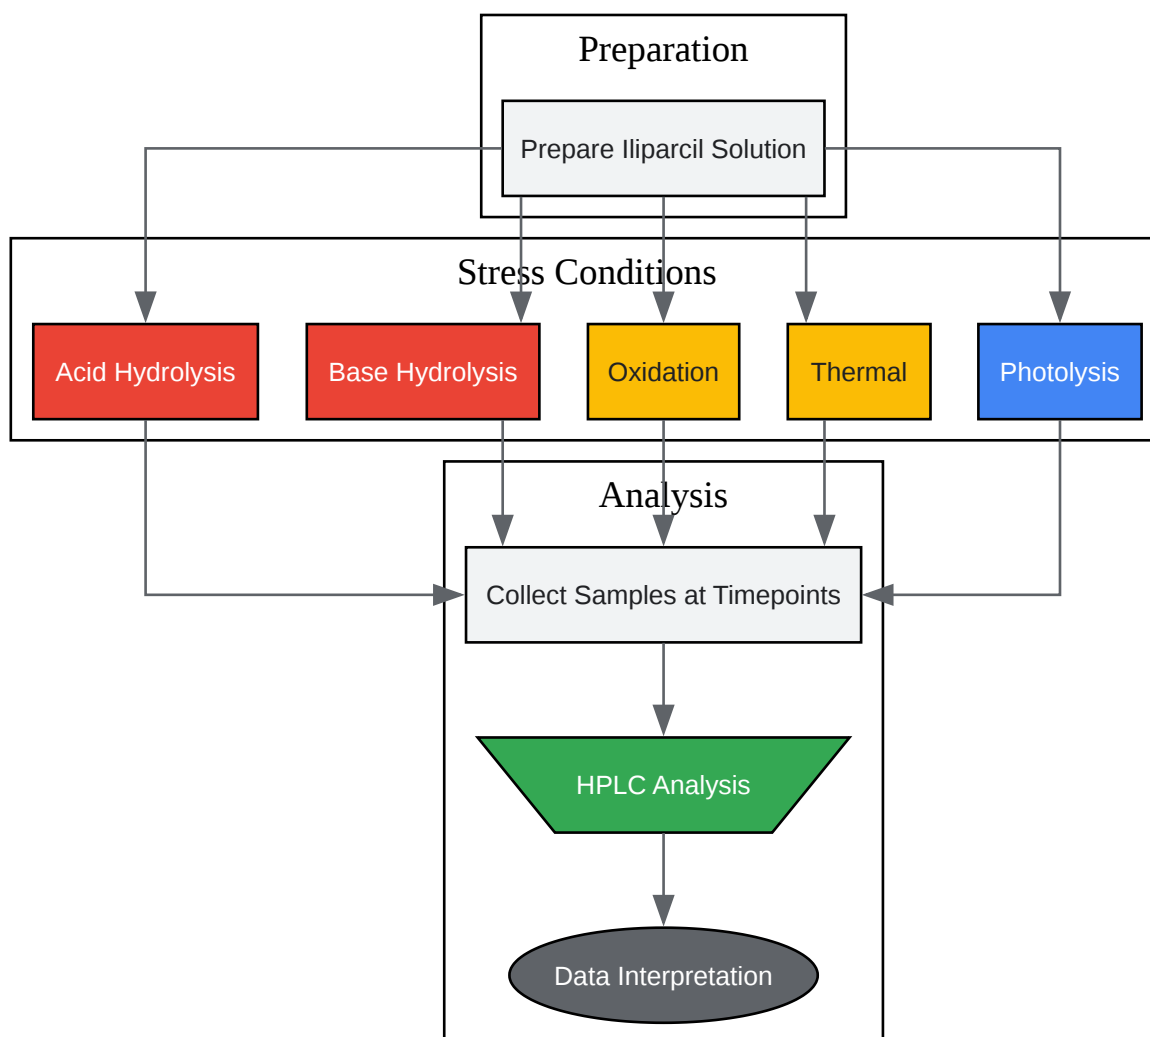 Preparation
Prepare Iliparcil Solution
Stress Conditions
Acid Hydrolysis
Base Hydrolysis
Oxidation
Thermal
Photolysis
Analysis
Collect Samples at Timepoints
HPLC Analysis
Data Interpretation